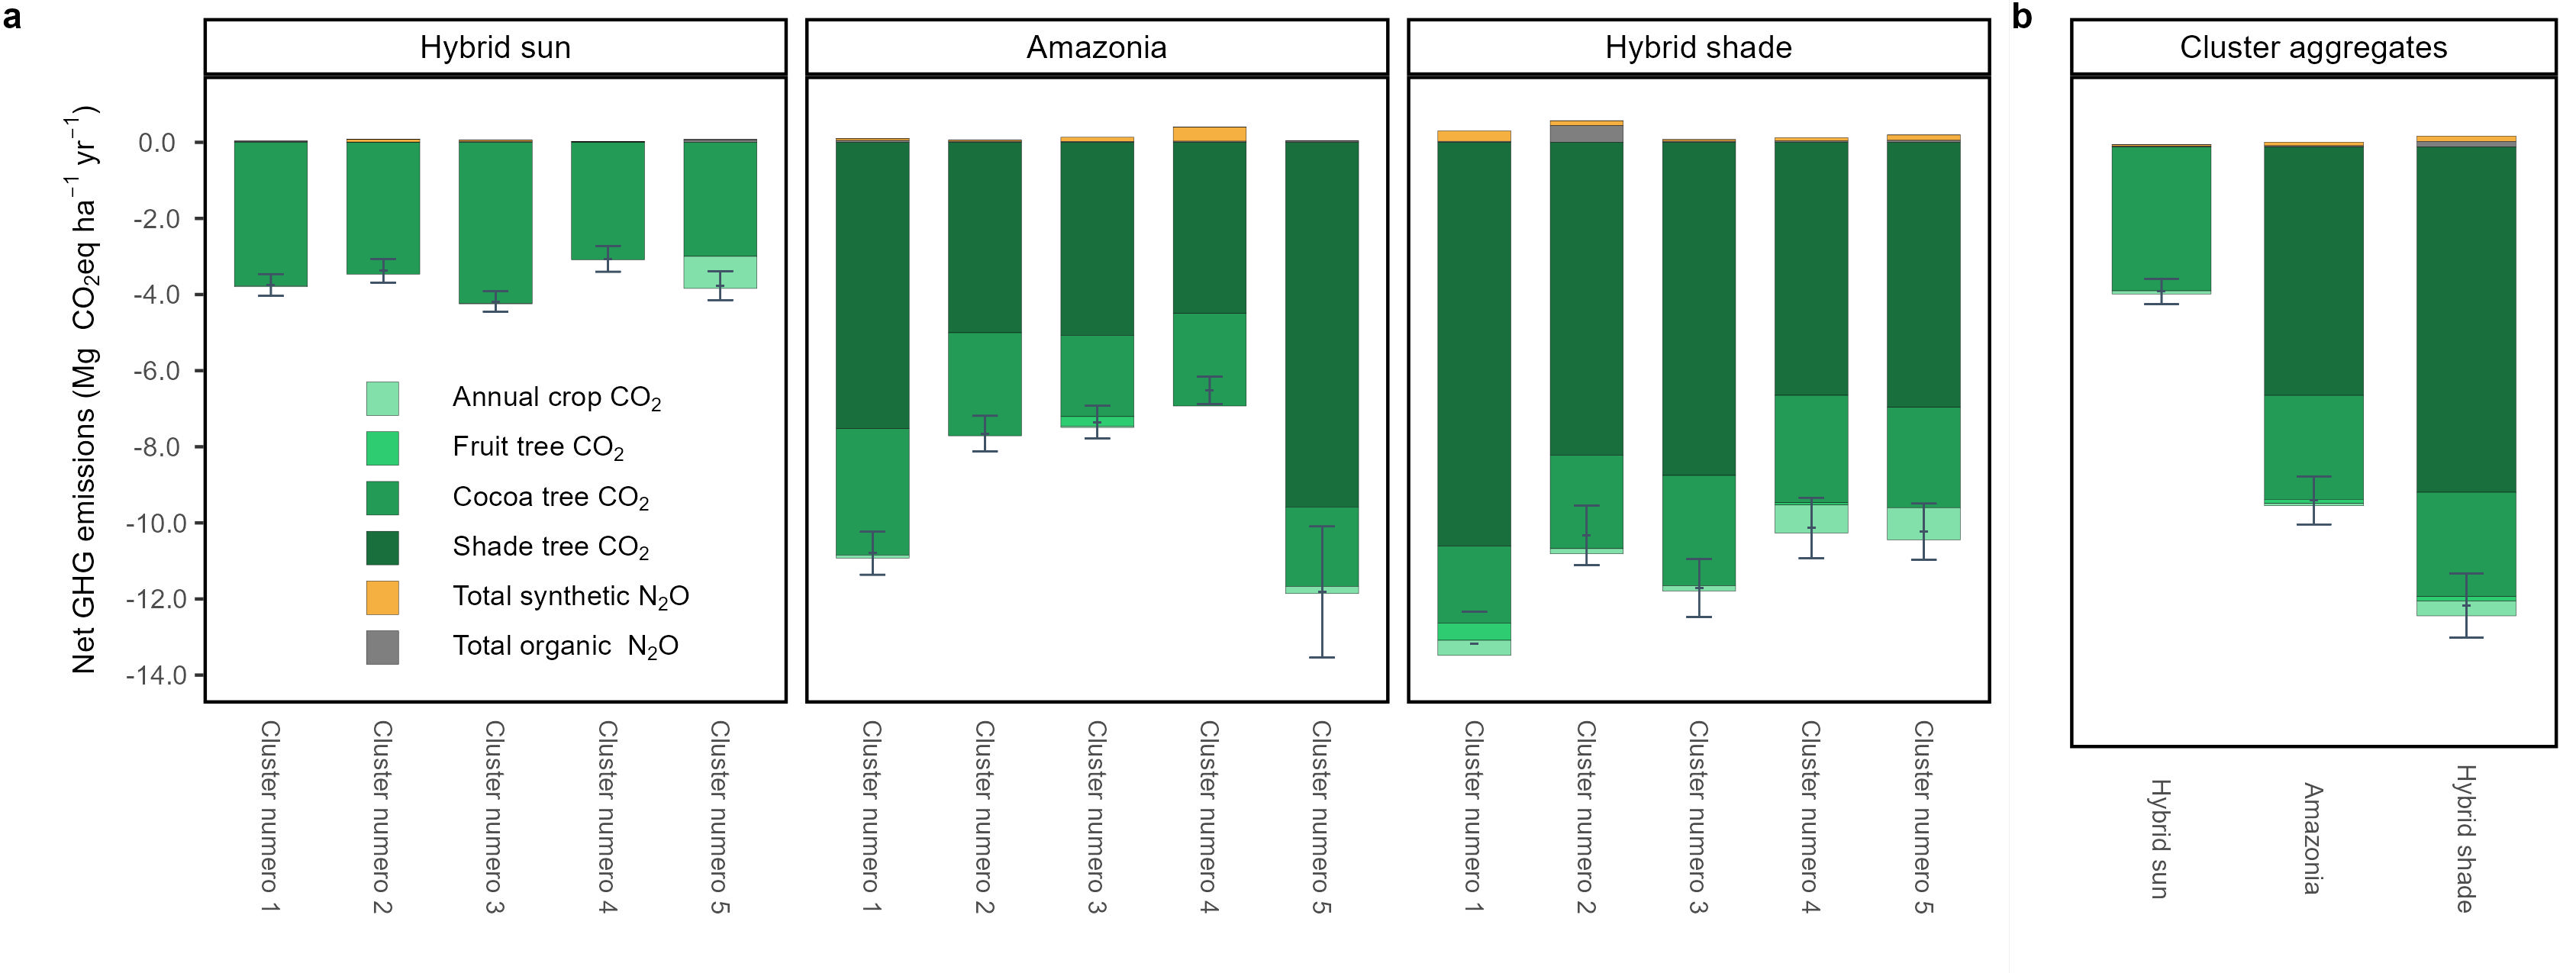 a
b
Hybrid sun
Amazonia
Hybrid shade
Cluster aggregates
Net GHG emissions (Mg CO₂eq ha⁻¹ yr⁻¹)
0.0
-2.0
-4.0
-6.0
-8.0
-10.0
-12.0
-14.0
Annual crop CO₂
Fruit tree CO₂
Cocoa tree CO₂
Shade tree CO₂
Total synthetic N₂O
Total organic N₂O
Cluster numero 1
Cluster numero 2
Cluster numero 3
Cluster numero 4
Cluster numero 5
Cluster numero 1
Cluster numero 2
Cluster numero 3
Cluster numero 4
Cluster numero 5
Cluster numero 1
Cluster numero 2
Cluster numero 3
Cluster numero 4
Cluster numero 5
Hybrid sun
Amazonia
Hybrid shade